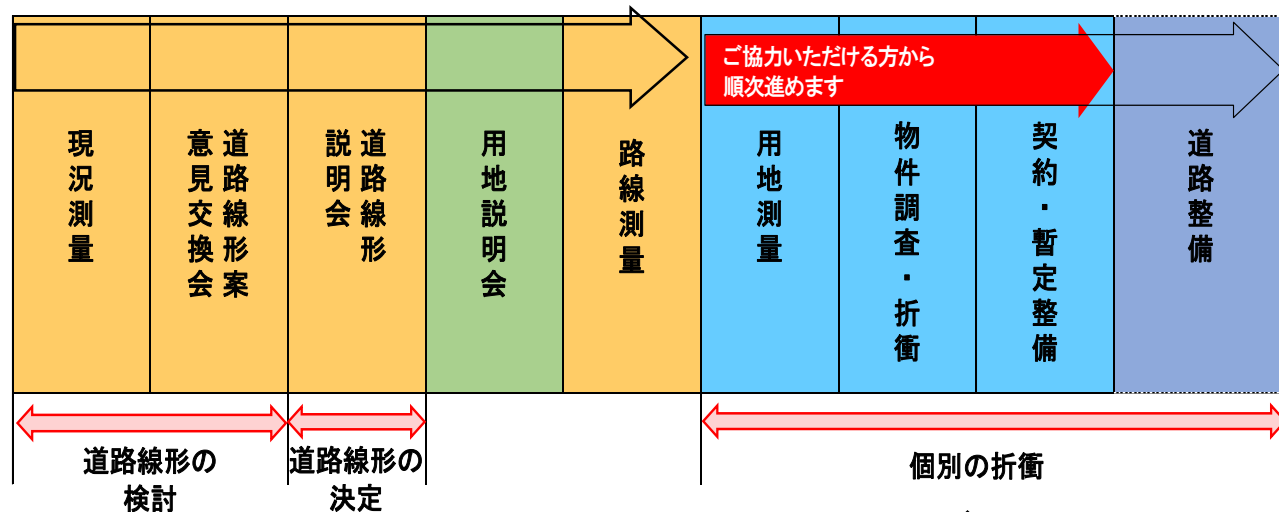 ご協力いただける方から
順次進めます
現況測量
道路線形案
意見交換会
道路線形
説明会
用地説明会
路線測量
用地測量
物件調査・折衝
契約・暫定整備
道路整備
道路線形の
検討
道路線形の
決定
個別の折衝